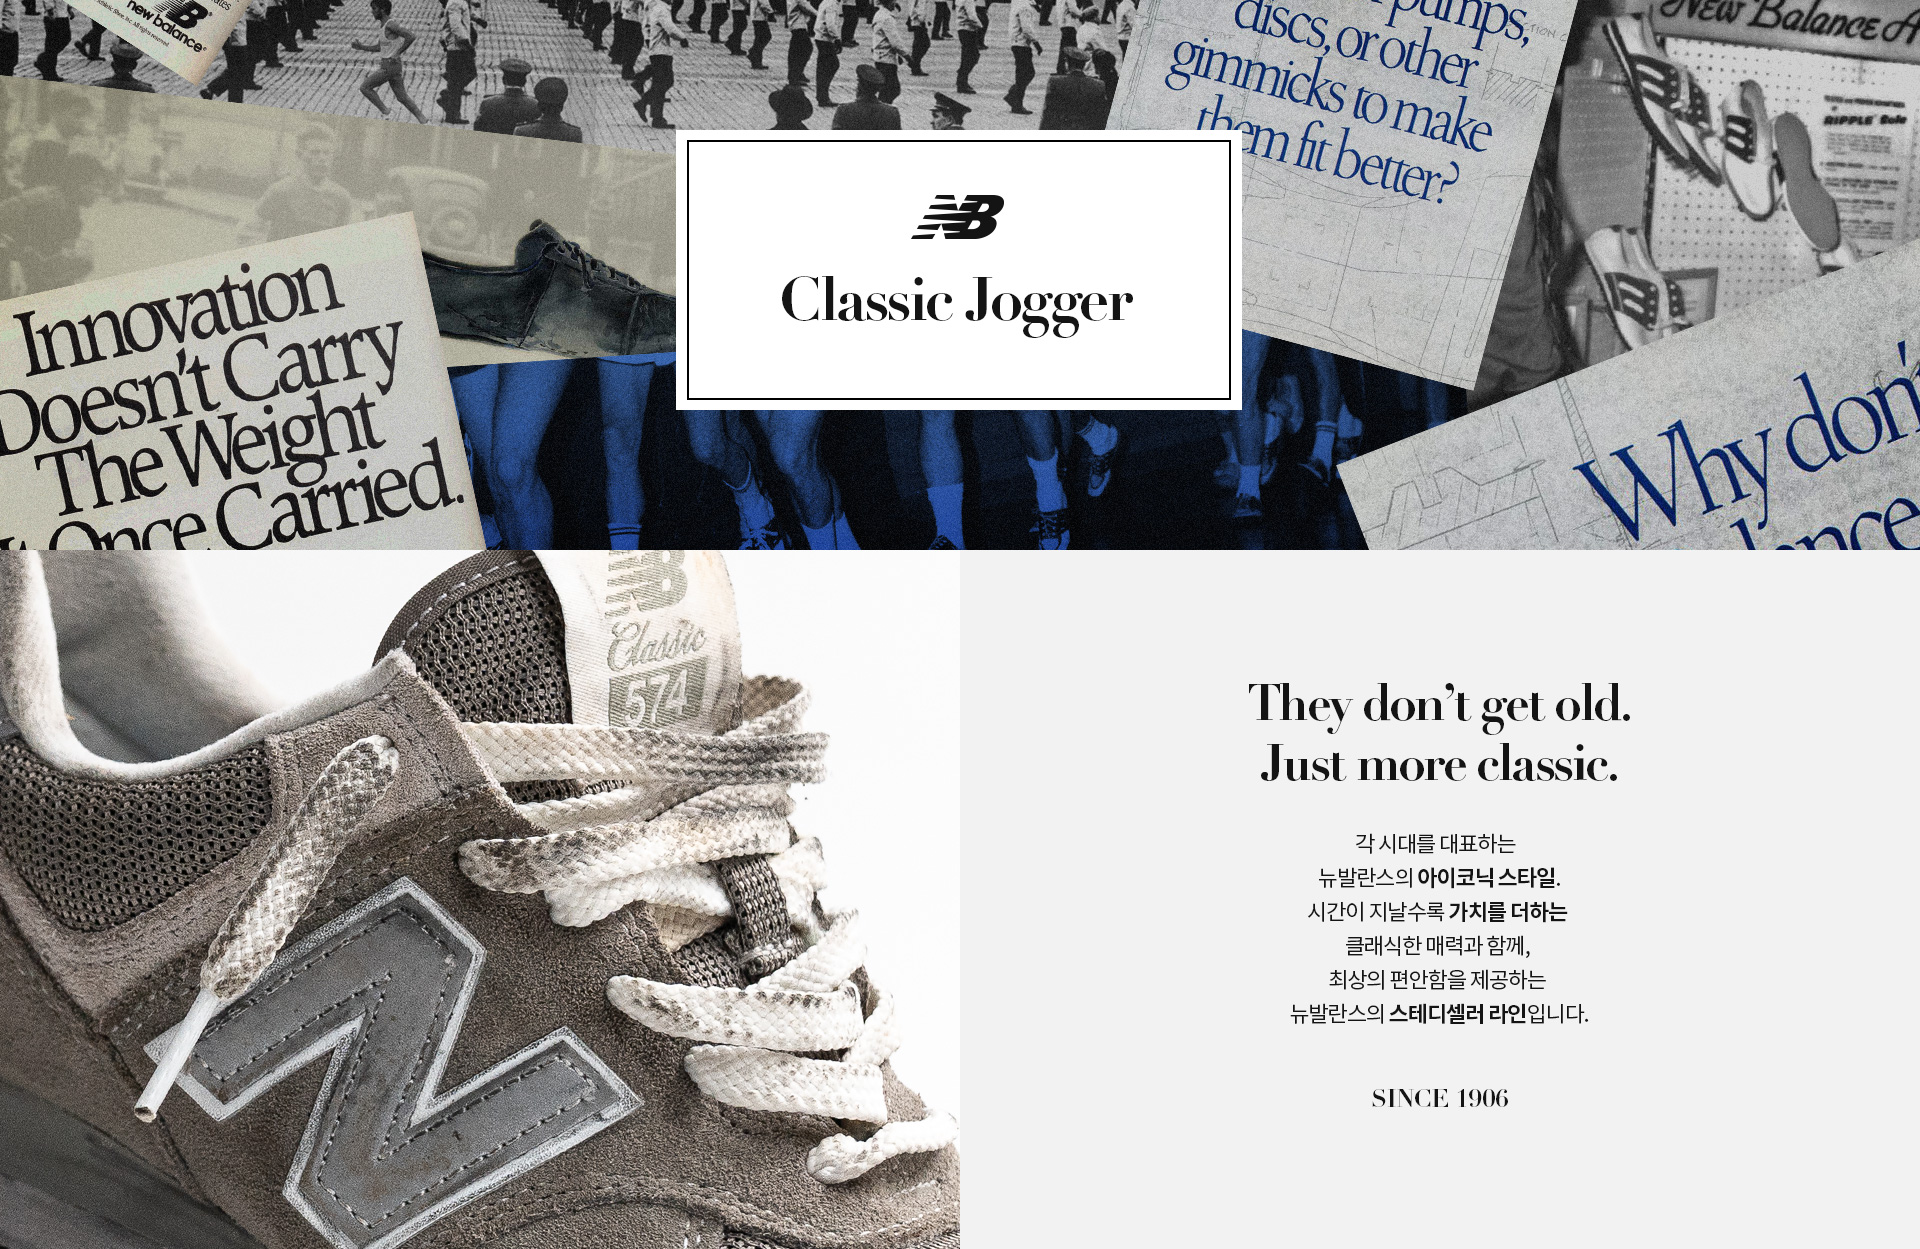 new balance
pumps,
discs, or other
gimmicks to make
them fit better?
New Balance A
RIPPLE Sole
Innovation
Doesn't Carry
The Weight
It Once Carried.
NB
Classic Jogger
Why don't
NB
Classic
574
N
They don’t get old.
Just more classic.
각 시대를 대표하는
뉴발란스의 아이코닉 스타일.
시간이 지날수록 가치를 더하는
클래식한 매력과 함께,
최상의 편안함을 제공하는
뉴발란스의 스테디셀러 라인입니다.
SINCE 1906